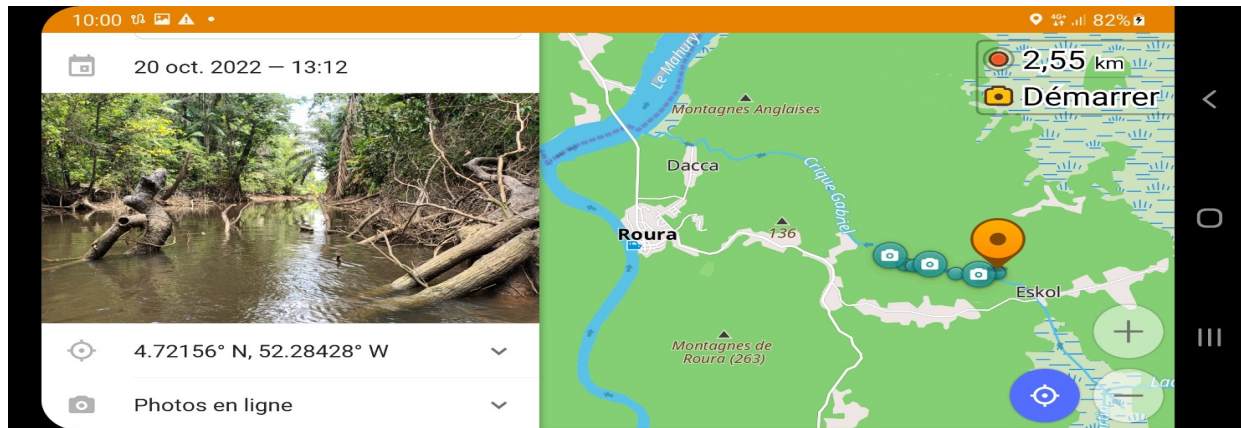 10:00
4G+
82%
20 oct. 2022 — 13:12
4.72156° N, 52.28428° W
Photos en ligne
Le Mahury
Montagnes Anglaises
2,55 km
Démarrer
Dacca
Crique Gabriel
Roura
136
Eskol
Montagnes de
Roura (263)